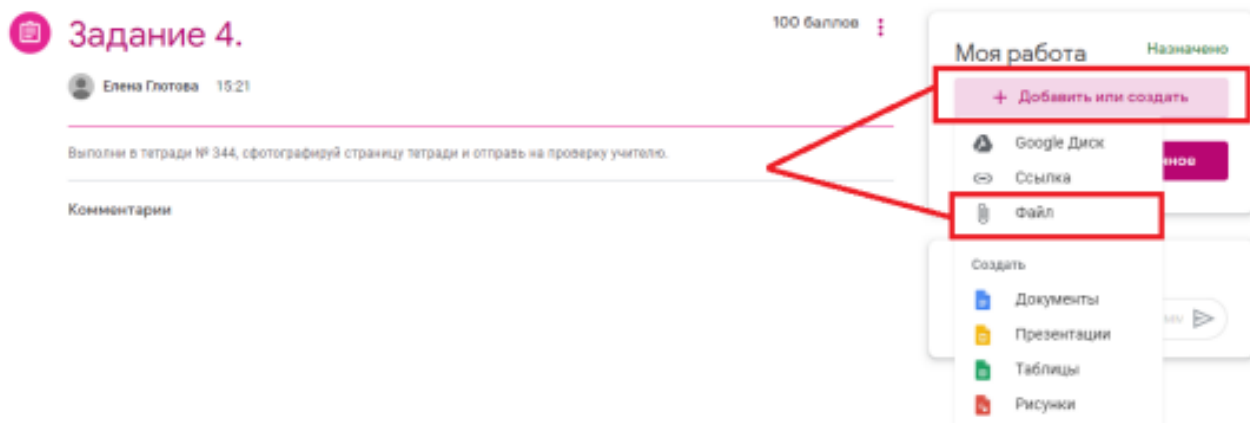 Задание 4.
100 баллов
Елена Глотова 15:21
Выполни в тетради № 344, сфотографируй страницу тетради и отправь на проверку учителю.
Комментарии
Моя работа
Назначено
+ Добавить или создать
Google Диск
Ссылка
Файл
Создать
Документы
Презентации
Таблицы
Рисунки